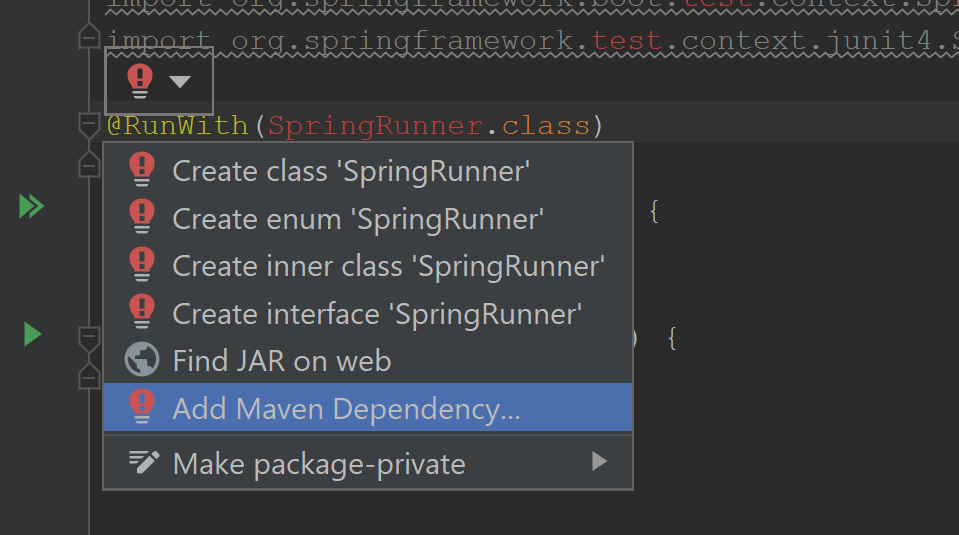 import org.springframework.boot.test.context.Sp
import org.springframework.test.context.junit4.S
@RunWith(SpringRunner.class)
Create class 'SpringRunner'
Create enum 'SpringRunner' {
Create inner class 'SpringRunner'
Create interface 'SpringRunner'
) {
Find JAR on web
Add Maven Dependency...
Make package-private